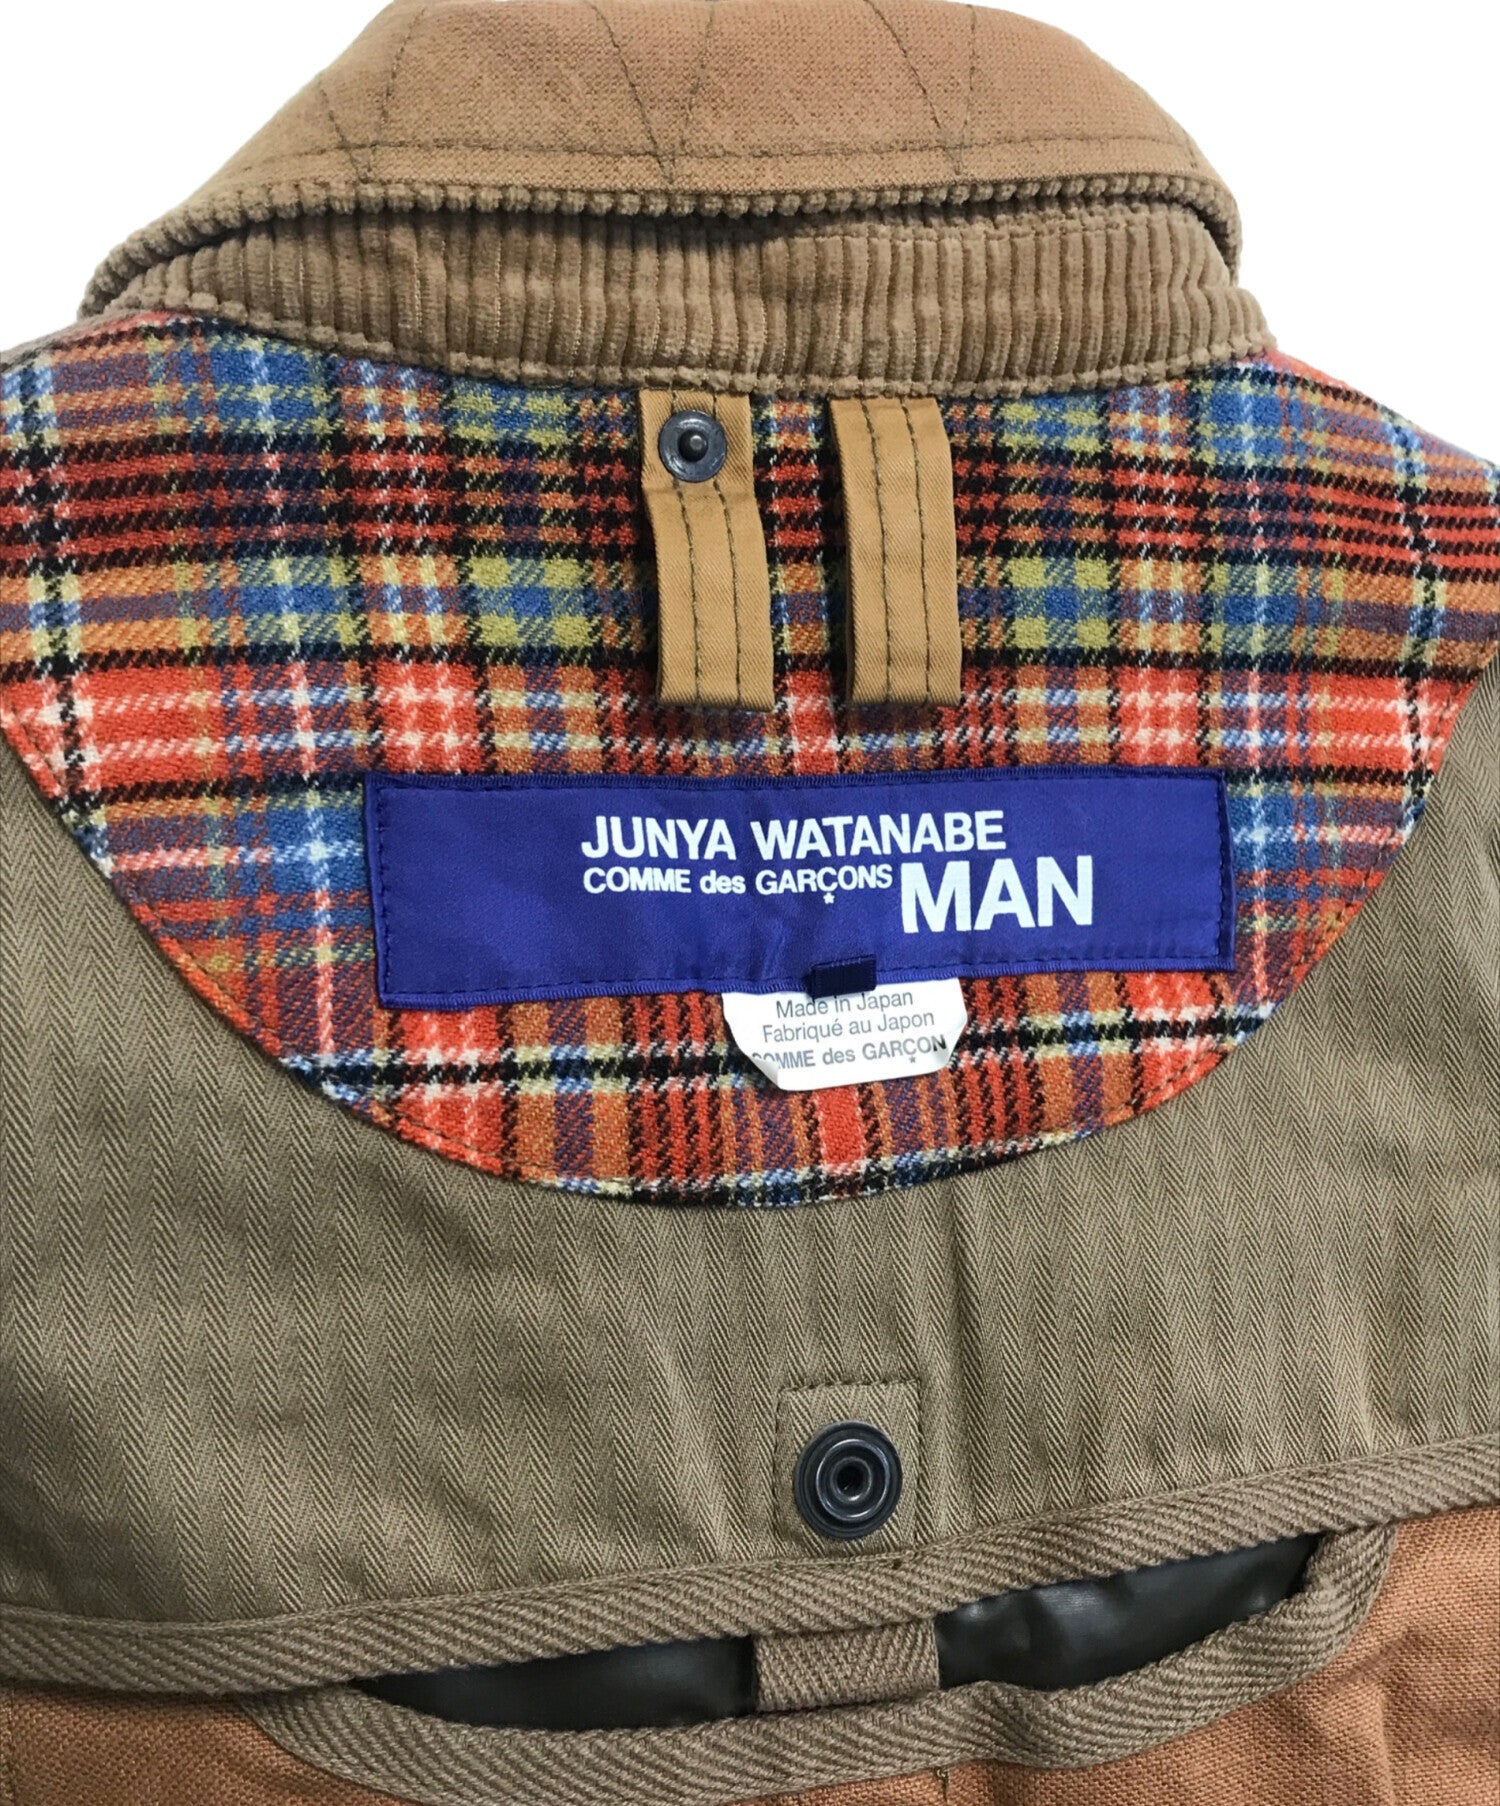 JUNYA WATANABE
COMME des GARÇONS MAN
Made in Japan
Fabriqué au Japon
COMME des GARÇON